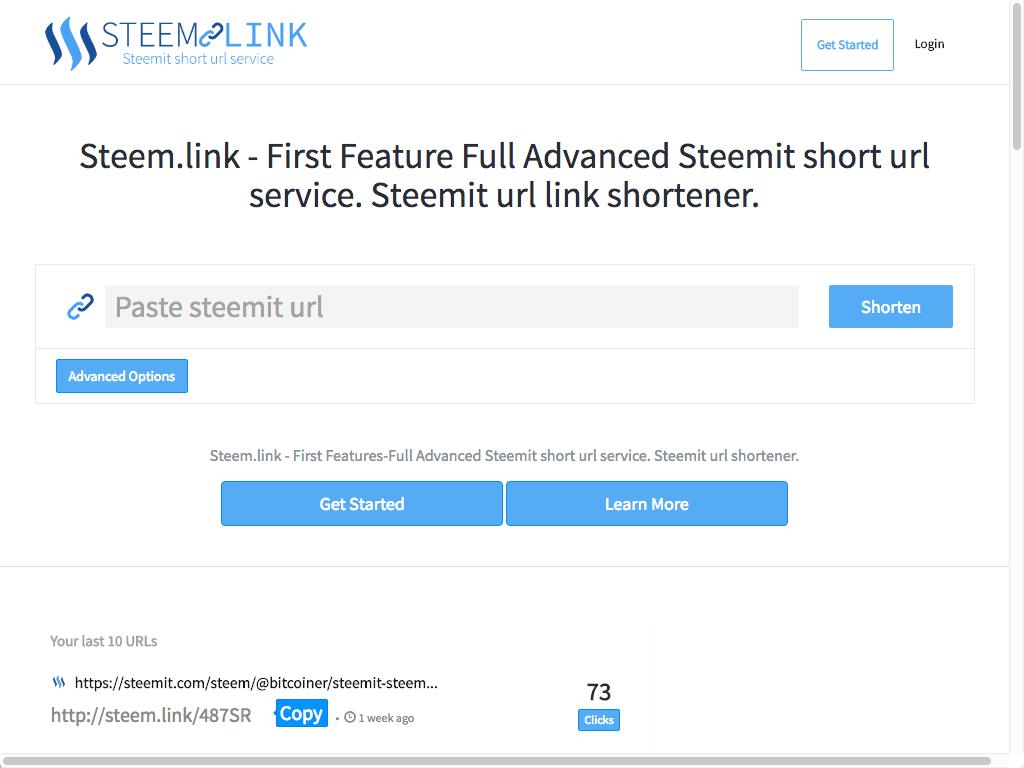 STEEM LINK
Steemit short url service
Get Started
Login
Steem.link - First Feature Full Advanced Steemit short url
service. Steemit url link shortener.
Paste steemit url
Shorten
Advanced Options
Steem.link - First Features-Full Advanced Steemit short url service. Steemit url shortener.
Get Started
Learn More
Your last 10 URLs
https://steemit.com/steem/@bitcoiner/steemit-steem...
73
http://steem.link/487SR
Copy
• 1 week ago
Clicks